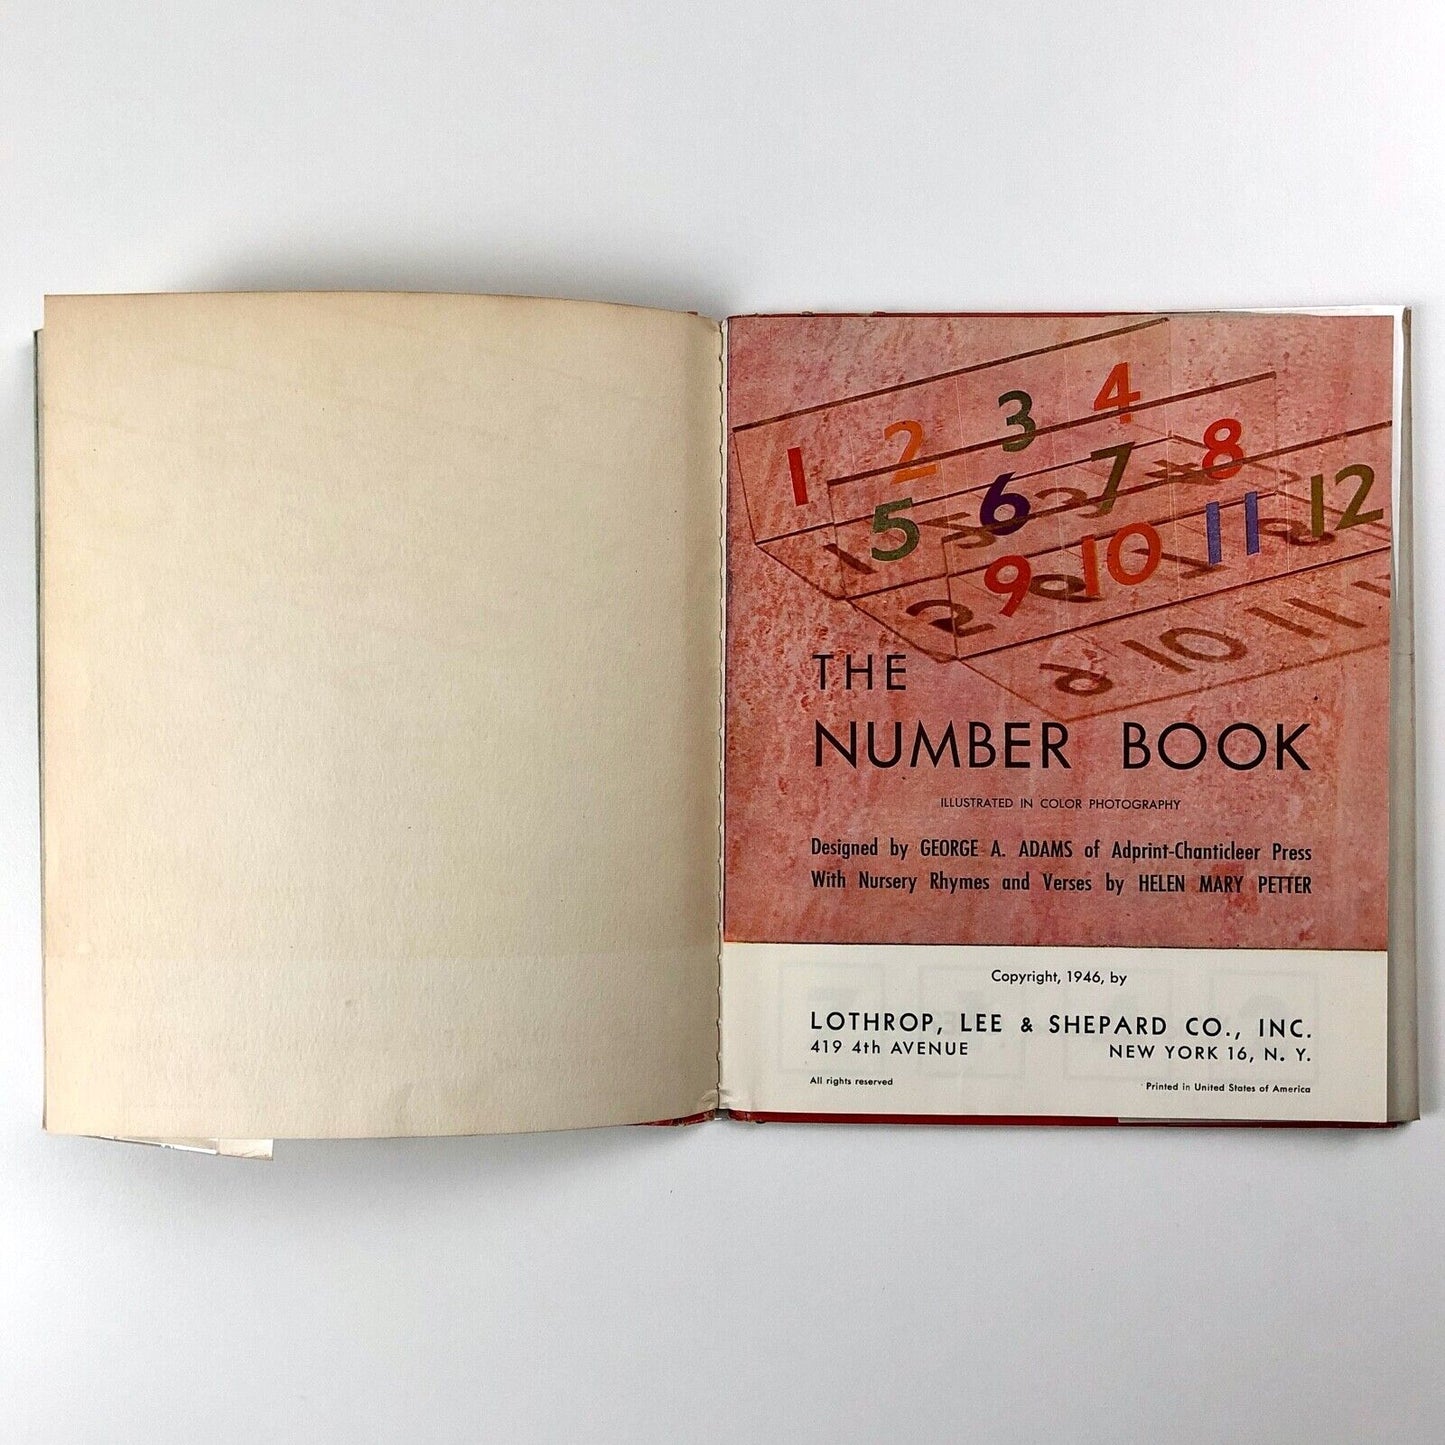 1 2 3 4
5 6 7 8
9 10 11 12
THE
NUMBER BOOK
ILLUSTRATED IN COLOR PHOTOGRAPHY
Designed by GEORGE A. ADAMS of Adprint-Chanticleer Press
With Nursery Rhymes and Verses by HELEN MARY PETTER
Copyright, 1946, by
LOTHROP, LEE & SHEPARD CO., INC.
419 4th AVENUE NEW YORK 16, N. Y.
All rights reserved Printed in United States of America